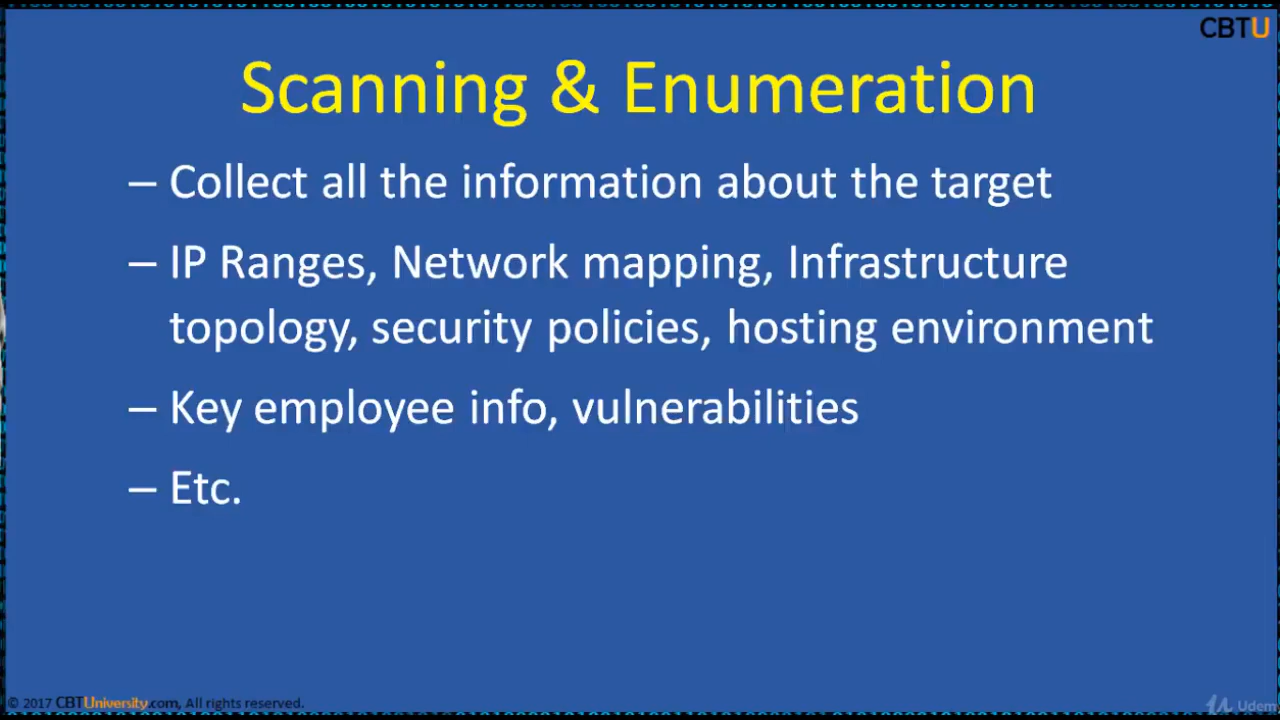 CBTU
Scanning & Enumeration
– Collect all the information about the target
– IP Ranges, Network mapping, Infrastructure
topology, security policies, hosting environment
– Key employee info, vulnerabilities
– Etc.
© 2017 CBTUniversity.com, All rights reserved.